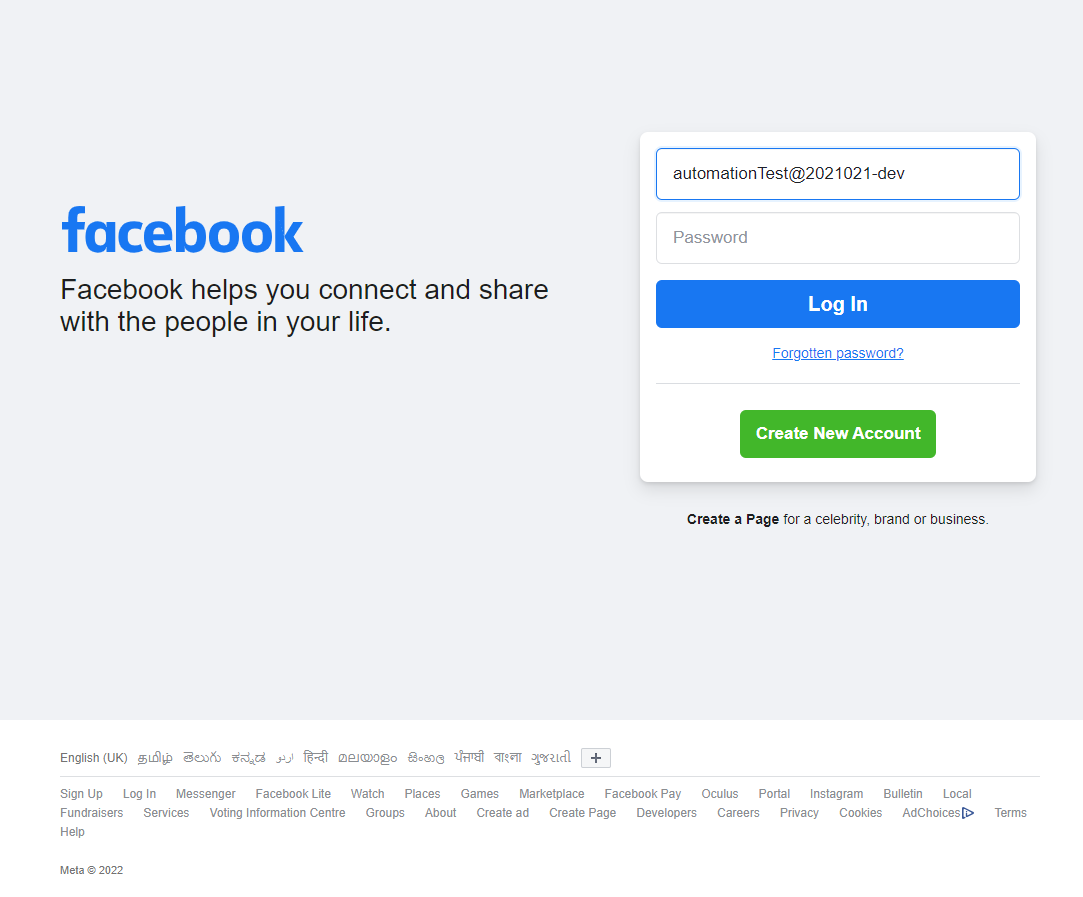 facebook
Facebook helps you connect and share
with the people in your life.
automationTest@2021021-dev
Password
Log In
Forgotten password?
Create New Account
Create a Page for a celebrity, brand or business.
English (UK) தமிழ் తెలుగు ಕನ್ನಡ اردو हिन्दी മലയാളം සිංහල ਪੰਜਾਬੀ বাংলা ગુજરાતી +
Sign Up Log In Messenger Facebook Lite Watch Places Games Marketplace Facebook Pay Oculus Portal Instagram Bulletin Local
Fundraisers Services Voting Information Centre Groups About Create ad Create Page Developers Careers Privacy Cookies AdChoices Terms
Help
Meta © 2022